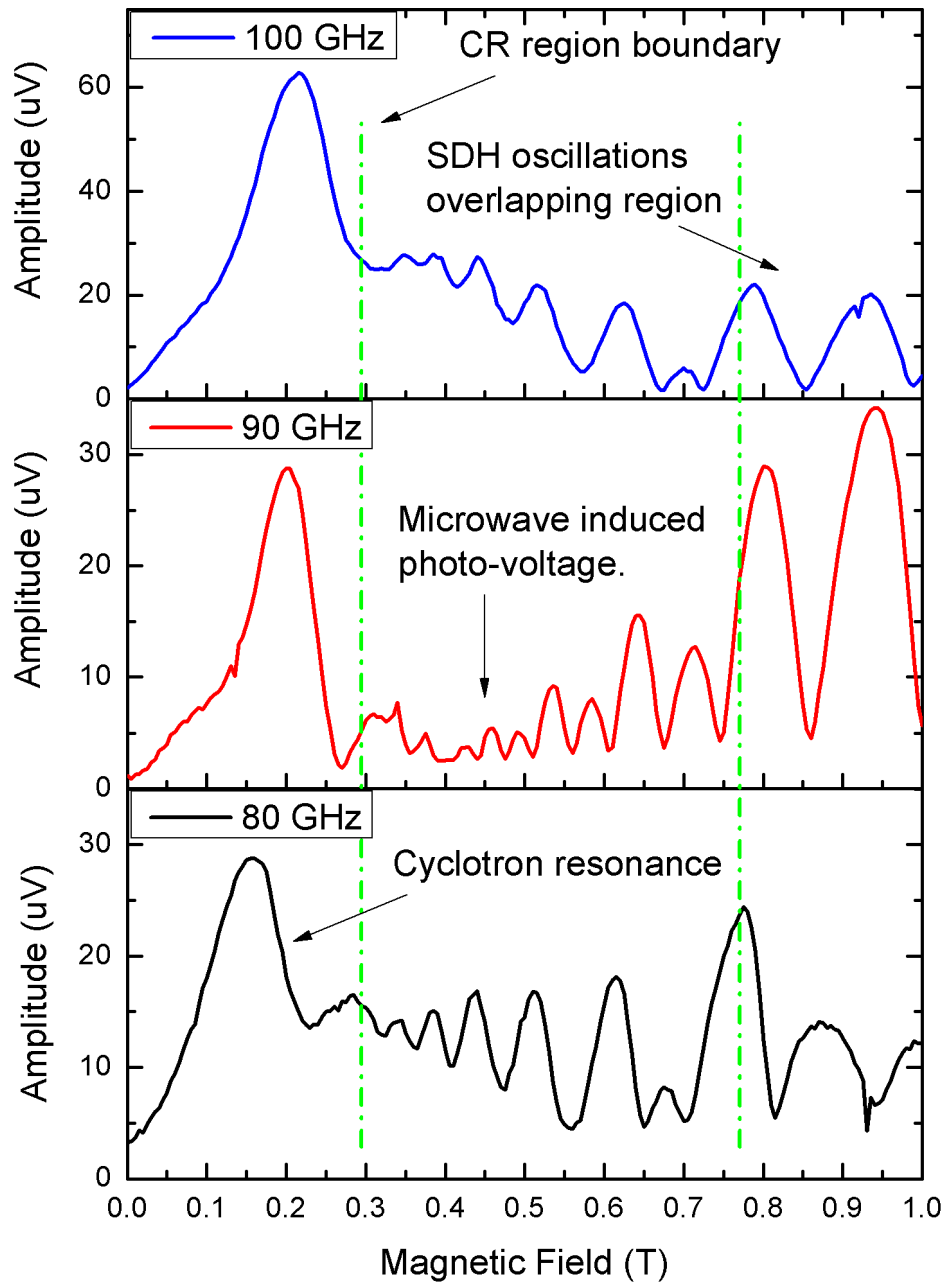 100 GHz
CR region boundary
SDH oscillations
overlapping region
Amplitude (uV)
60
40
20
0
90 GHz
Microwave induced
photo-voltage.
Amplitude (uV)
30
20
10
0
80 GHz
Cyclotron resonance
Amplitude (uV)
30
20
10
0
0.0 0.1 0.2 0.3 0.4 0.5 0.6 0.7 0.8 0.9 1.0
Magnetic Field (T)